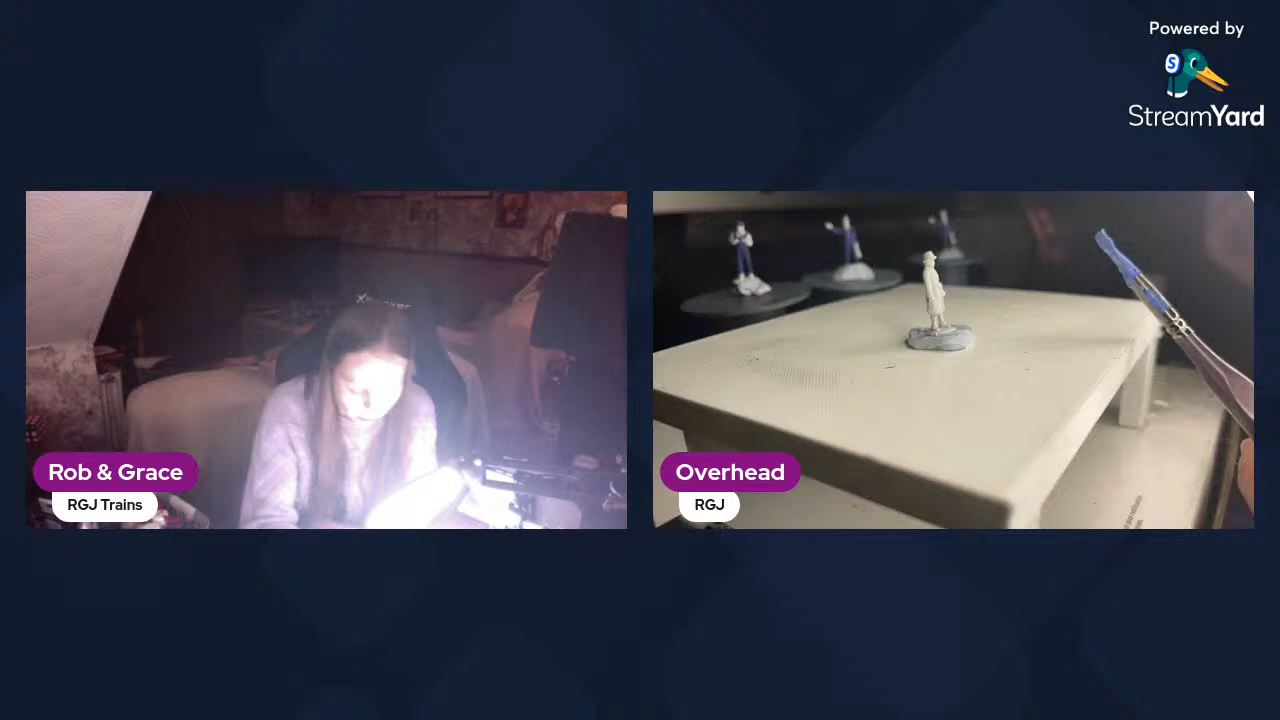 Powered by
S
StreamYard
Rob & Grace
RGJ Trains
Overhead
RGJ